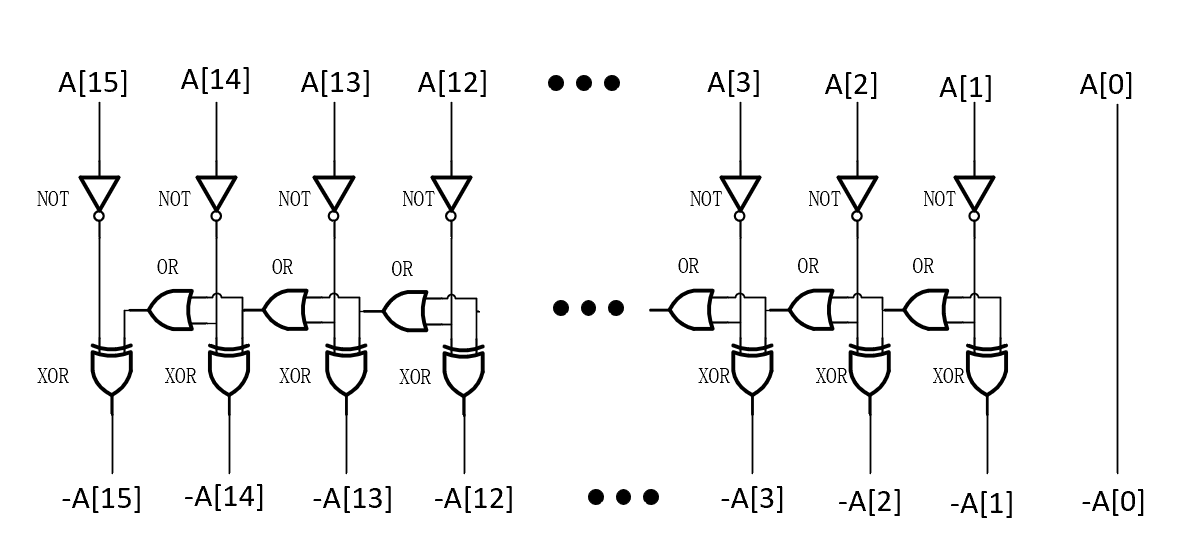 A[15] A[14] A[13] A[12] ••• A[3] A[2] A[1] A[0]
NOT NOT NOT NOT NOT NOT NOT
OR OR OR OR OR OR
•••
XOR XOR XOR XOR XOR XOR XOR
-A[15] -A[14] -A[13] -A[12] ••• -A[3] -A[2] -A[1] -A[0]